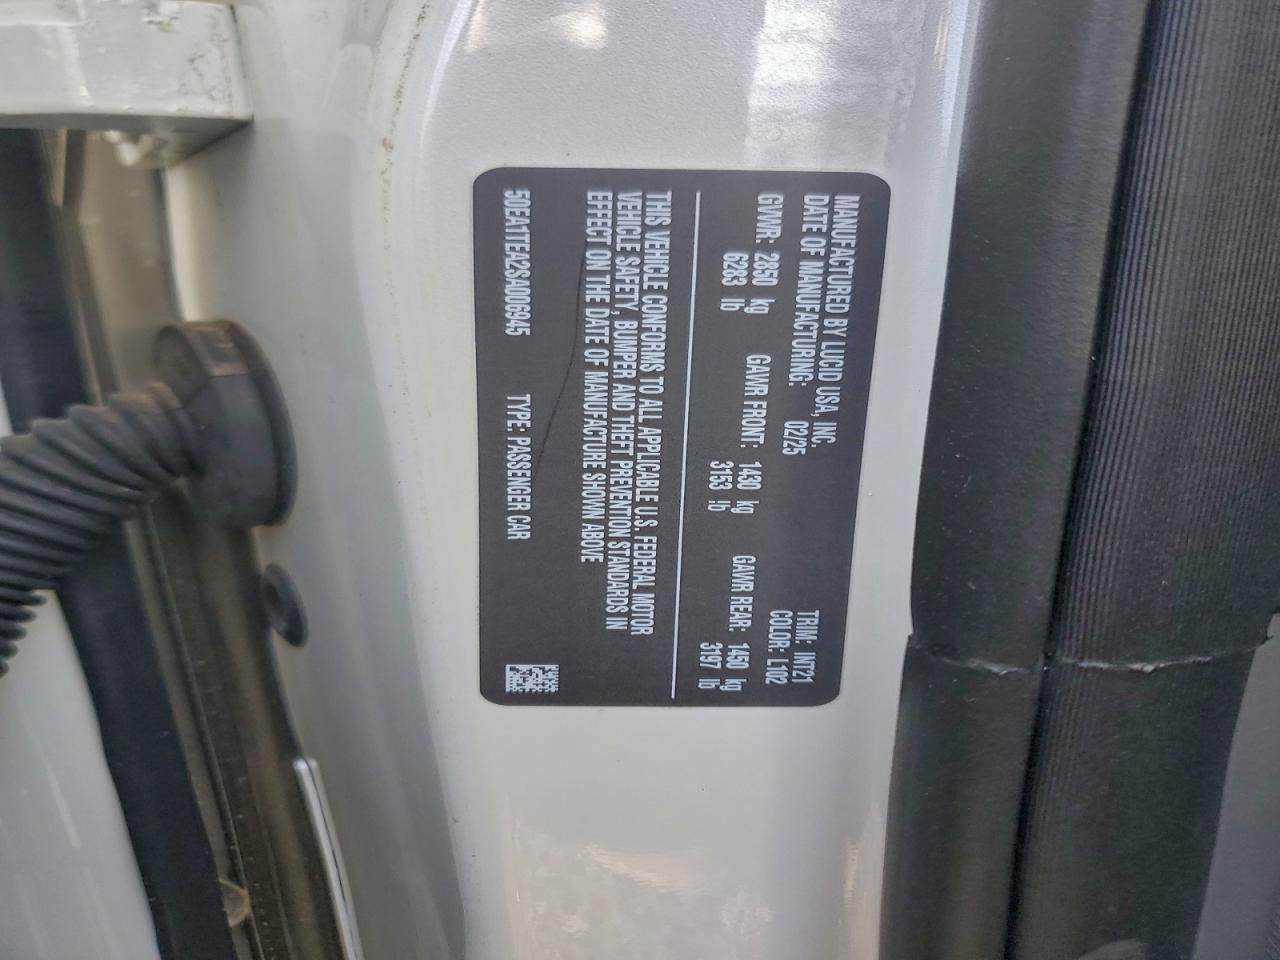 MANUFACTURED BY LUCID USA, INC.
DATE OF MANUFACTURING: 02/25 TRIM: INT21
COLOR: L102
GWVR: 2850 kg GAWR FRONT: 1430 kg GAWR REAR: 1450 kg
6283 lb 3153 lb 3197 lb
THIS VEHICLE CONFORMS TO ALL APPLICABLE U.S. FEDERAL MOTOR
VEHICLE SAFETY, BUMPER AND THEFT PREVENTION STANDARDS IN
EFFECT ON THE DATE OF MANUFACTURE SHOWN ABOVE
50EA1TEA2SA006945 TYPE: PASSENGER CAR